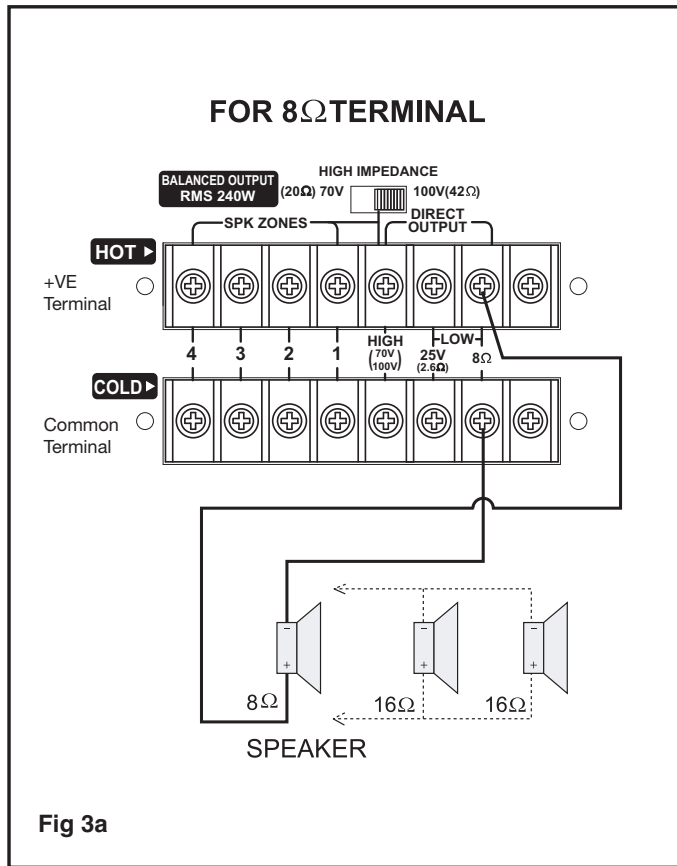 FOR 8Ω TERMINAL
HIGH IMPEDANCE
BALANCED OUTPUT
RMS 240W
(20Ω) 70V
100V(42Ω)
SPK ZONES
DIRECT
OUTPUT
HOT
+VE
Terminal
4 3 2 1
HIGH
(70V
100V)
LOW
25V
(2.6Ω)
8Ω
COLD
Common
Terminal
- - -
+ + +
8Ω 16Ω 16Ω
SPEAKER
Fig 3a